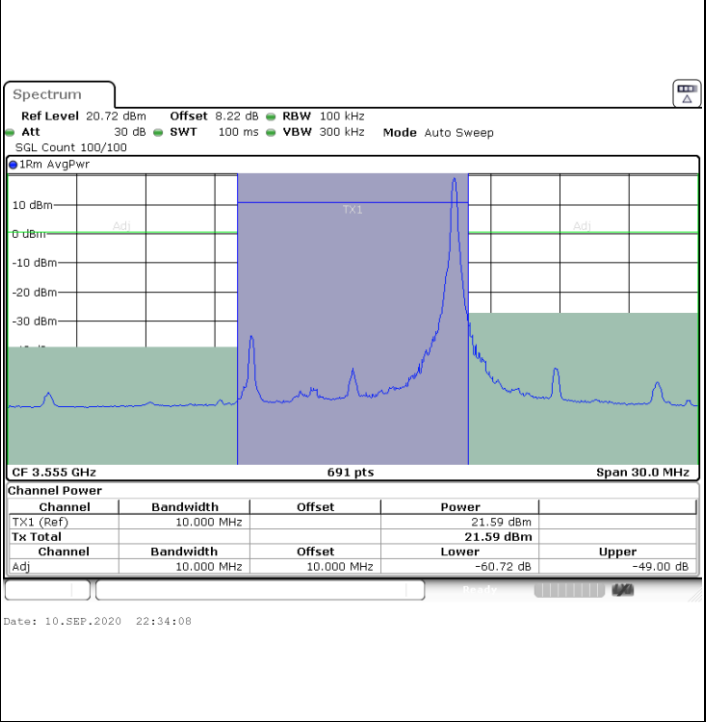 Spectrum
Ref Level 20.72 dBm Offset 8.22 dB RBW 100 kHz
Att 30 dB SWT 100 ms VBW 300 kHz Mode Auto Sweep
SGL Count 100/100
1Rm AvgPwr
10 dBm
TX1
Adj
Adj
0 dBm
-10 dBm
-20 dBm
-30 dBm
CF 3.555 GHz 691 pts Span 30.0 MHz
Channel Power
Channel Bandwidth Offset Power
TX1 (Ref) 10.000 MHz 21.59 dBm
Tx Total 21.59 dBm
Channel Bandwidth Offset Lower Upper
Adj 10.000 MHz 10.000 MHz -60.72 dB -49.00 dB
Ready
Date: 10.SEP.2020 22:34:08